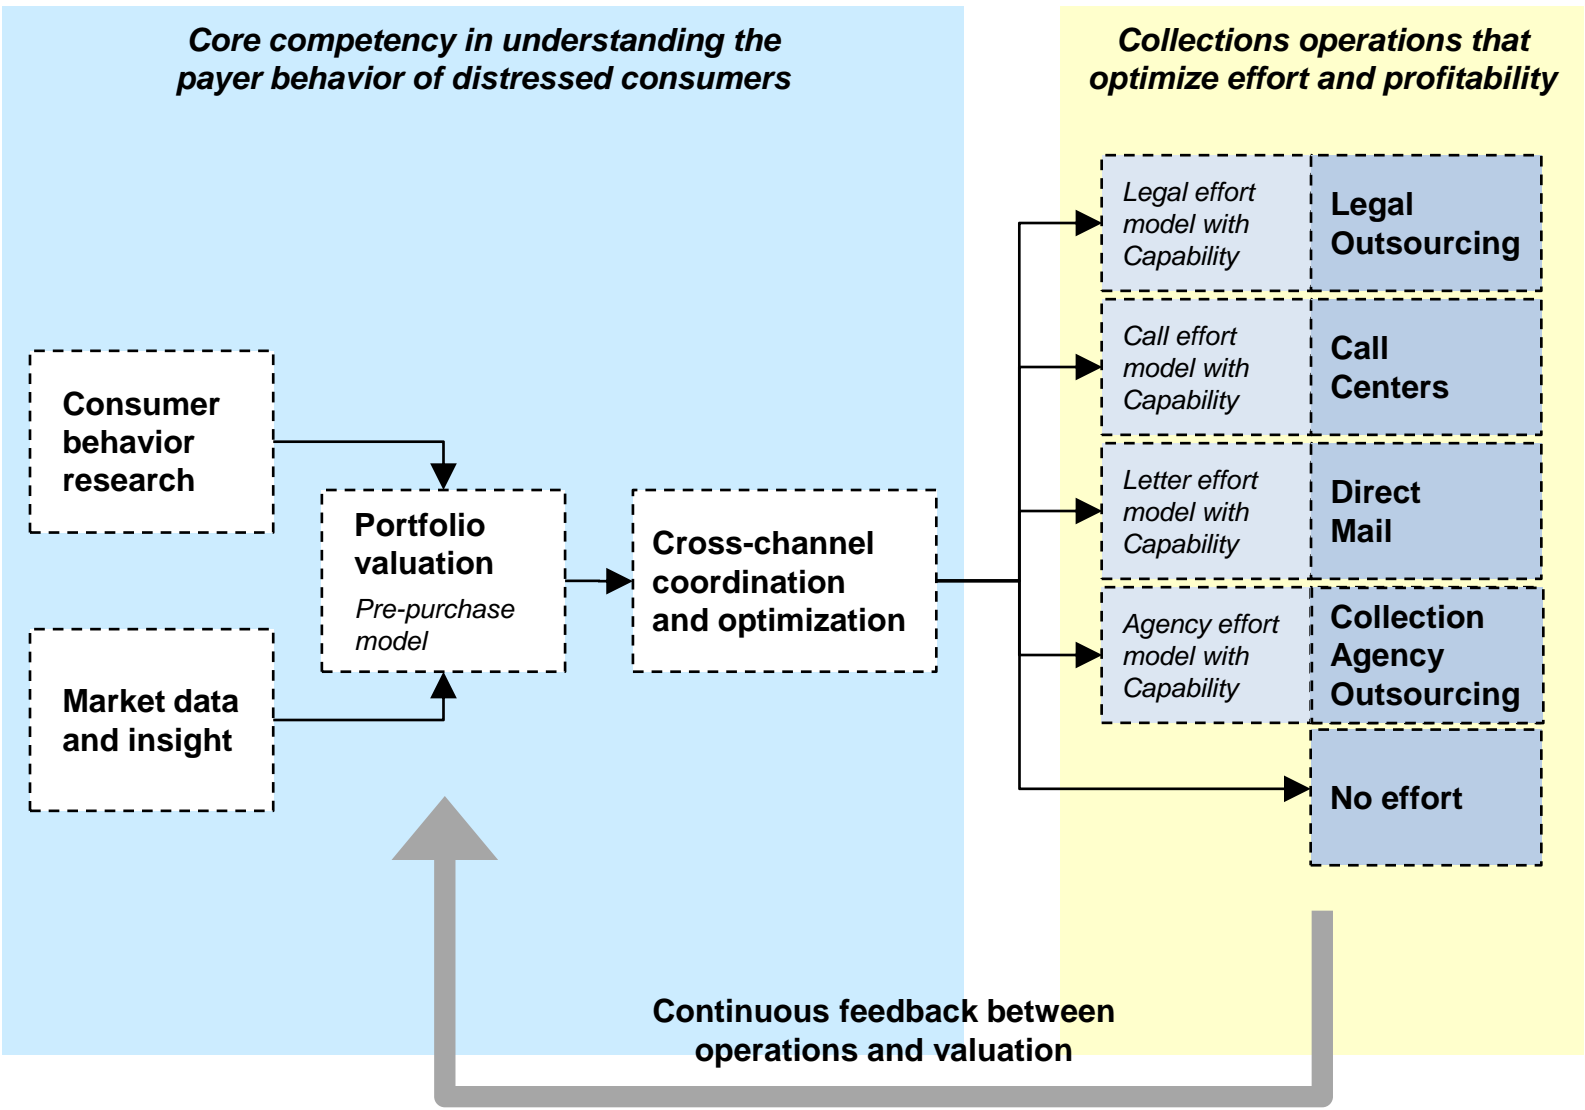 Core competency in understanding the
payer behavior of distressed consumers
Collections operations that
optimize effort and profitability
Consumer
behavior
research
Market data
and insight
Portfolio
valuation
Pre-purchase
model
Cross-channel
coordination
and optimization
Legal effort
model with
Capability
Legal
Outsourcing
Call effort
model with
Capability
Call
Centers
Letter effort
model with
Capability
Direct
Mail
Agency effort
model with
Capability
Collection
Agency
Outsourcing
No effort
Continuous feedback between
operations and valuation